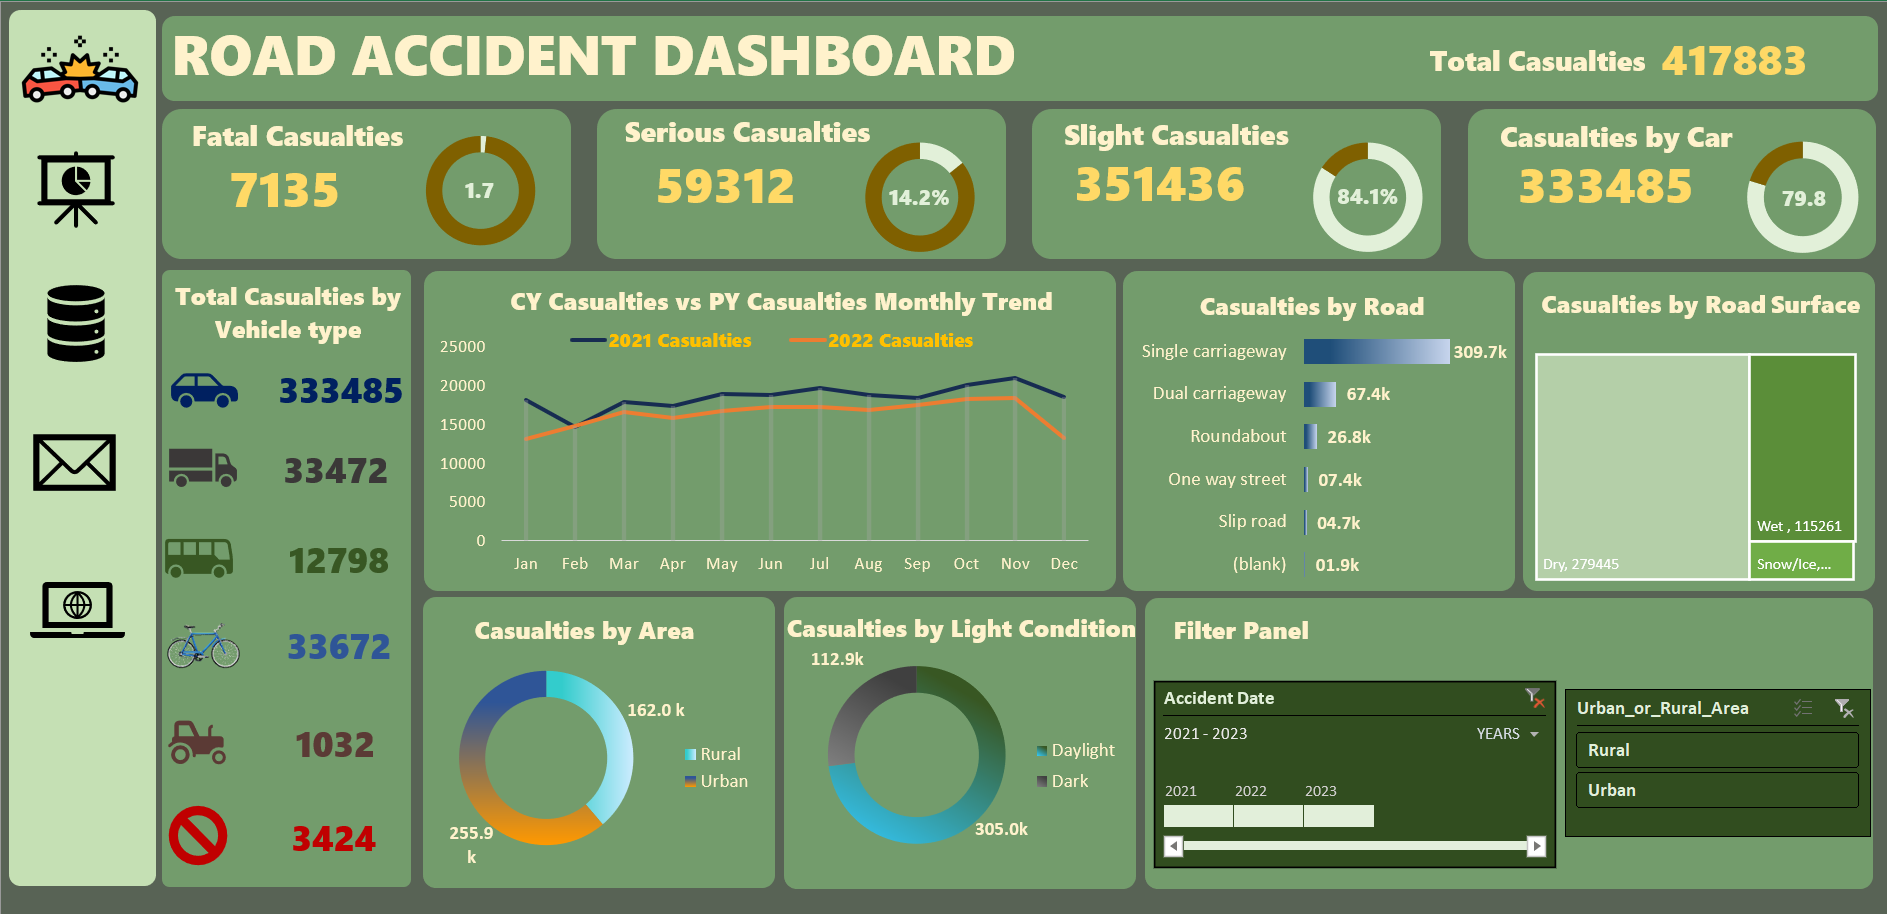 ROAD ACCIDENT DASHBOARD
Total Casualties 417883
Fatal Casualties
7135
1.7
Serious Casualties
59312
14.2%
Slight Casualties
351436
84.1%
Casualties by Car
333485
79.8
Total Casualties by
Vehicle type
333485
33472
12798
33672
1032
3424
CY Casualties vs PY Casualties Monthly Trend
2021 Casualties 2022 Casualties
25000
20000
15000
10000
5000
0
Jan Feb Mar Apr May Jun Jul Aug Sep Oct Nov Dec
Casualties by Road
Single carriageway 309.7k
Dual carriageway 67.4k
Roundabout 26.8k
One way street 07.4k
Slip road 04.7k
(blank) 01.9k
Casualties by Road Surface
Dry, 279445
Wet , 115261
Snow/Ice,...
Casualties by Area
162.0 k
Rural
Urban
255.9
k
Casualties by Light Condition
112.9k
Daylight
Dark
305.0k
Filter Panel
Accident Date
2021 - 2023 YEARS
2021 2022 2023
Urban_or_Rural_Area
Rural
Urban